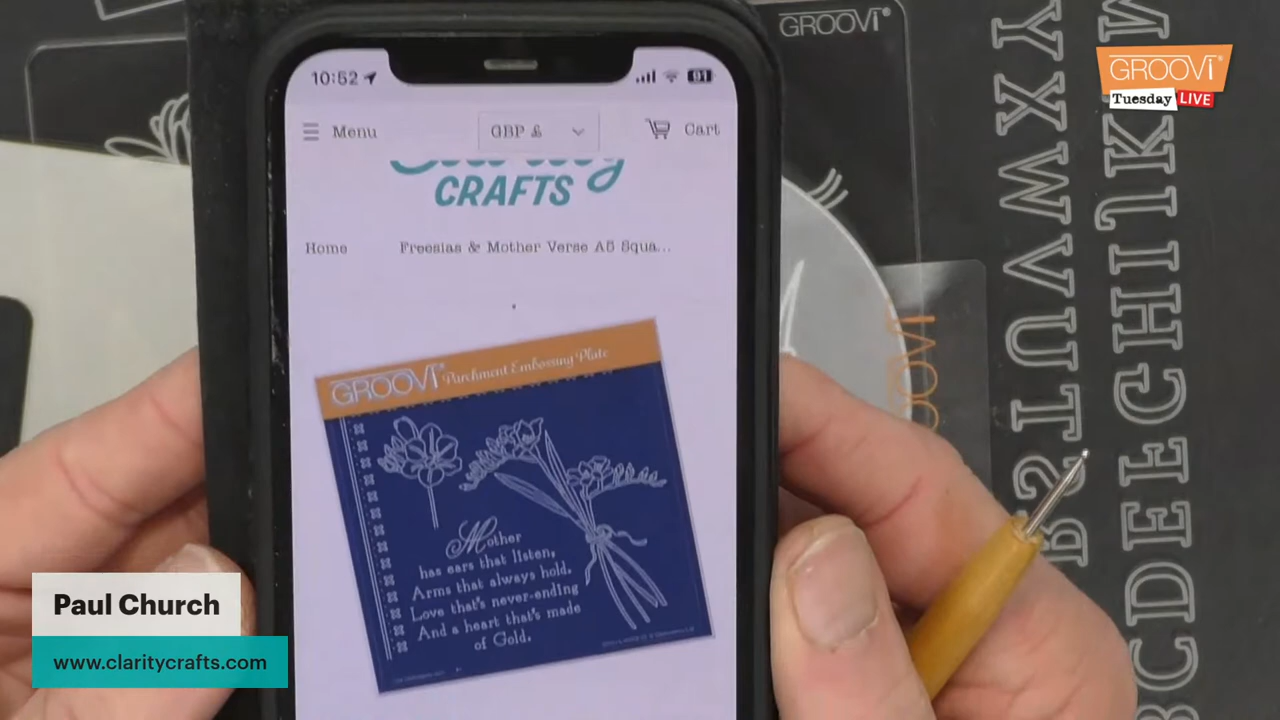 GROOVI®
GROOVI®
Tuesday LIVE
10:52
91
Menu
GBP £
Cart
CRAFTS
Home
Freesias & Mother Verse A5 Squa...
GROOVI® Parchment Embossing Plate
Mother
has ears that listen,
Arms that always hold,
Love that's never-ending
And a heart that's made
of Gold.
Paul Church
www.claritycrafts.com